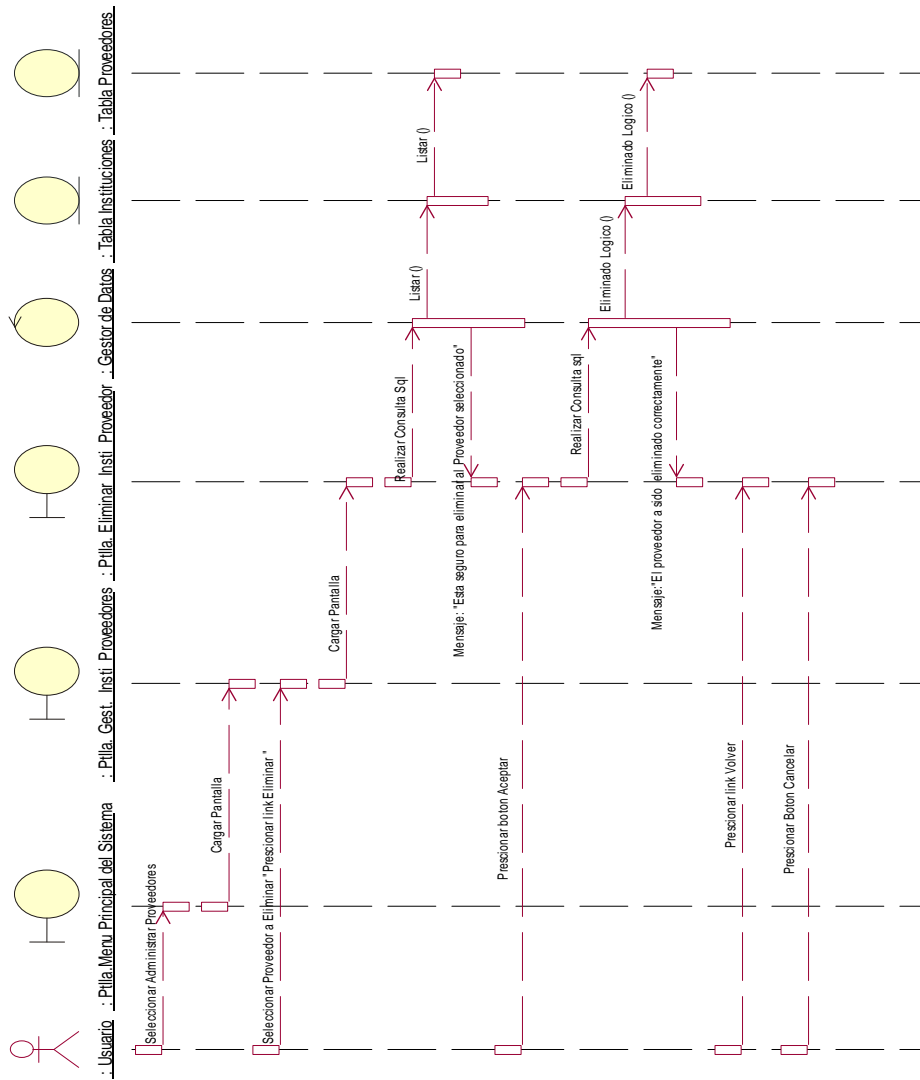 : Usuario
: Ptlla.Menu Principal del Sistema
: Ptlla. Gest. Insti Proveedores
: Ptlla. Eliminar Insti Proveedor
: Gestor de Datos
: Tabla Instituciones
: Tabla Proveedores
Seleccionar Administrar Proveedores
Cargar Pantalla
Seleccionar Proveedor a Eliminar "Prescionar link Eliminar "
Cargar Pantalla
Realizar Consulta Sql
Listar ()
Listar ()
Mensaje: "Esta seguro para eliminar al Proveedor seleccionado"
Prescionar boton Aceptar
Realizar Consulta sql
Eliminado Logico ()
Eliminado Logico ()
Mensaje:"El proveedor a sido eliminado correctamente"
Prescionar link Volver
Prescionar Boton Cancelar